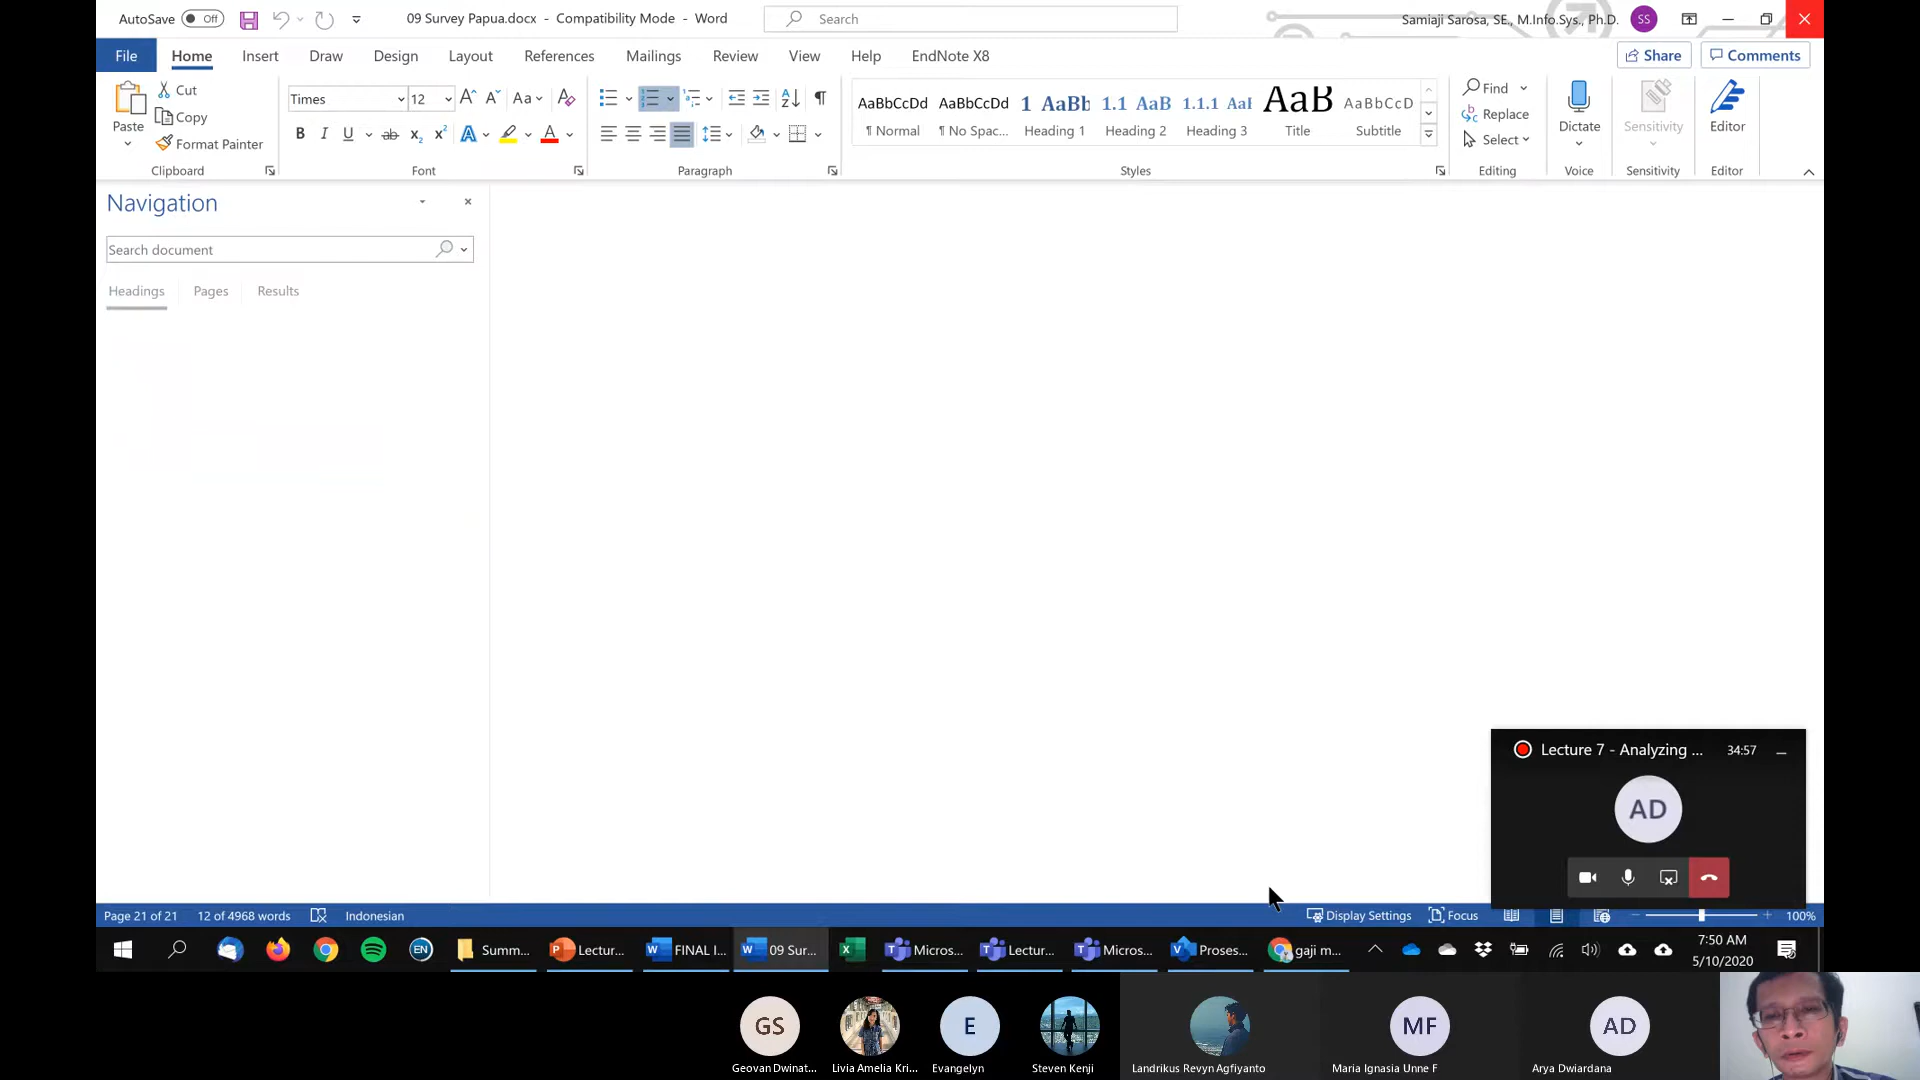 AutoSave Off 09 Survey Papua.docx - Compatibility Mode - Word Search Samiaji Sarosa, SE., M.Info.Sys., Ph.D. SS
File Home Insert Draw Design Layout References Mailings Review View Help EndNote X8 Share Comments
Paste Cut Copy Format Painter
Times 12
AaBbCcDd AaBbCcDd 1 AaBb 1.1 AaB 1.1.1 AaI AaB AaBbCcD
¶ Normal ¶ No Spac... Heading 1 Heading 2 Heading 3 Title Subtitle
Find Replace Select
Dictate Sensitivity Editor
Clipboard Font Paragraph Styles Editing Voice Sensitivity Editor
Navigation
Search document
Headings Pages Results
Lecture 7 - Analyzing ... 34:57
AD
Page 21 of 21 12 of 4968 words Indonesian Display Settings Focus 100%
Summ... Lectur... FINAL I... 09 Sur... Micros... Lectur... Micros... Proses... gaji m... 7:50 AM
5/10/2020
GS E MF AD
Geovan Dwinat... Livia Amelia Kri... Evangelyn Steven Kenji Landrikus Revyn Agfiyanto Maria Ignasia Unne F Arya Dwiardana